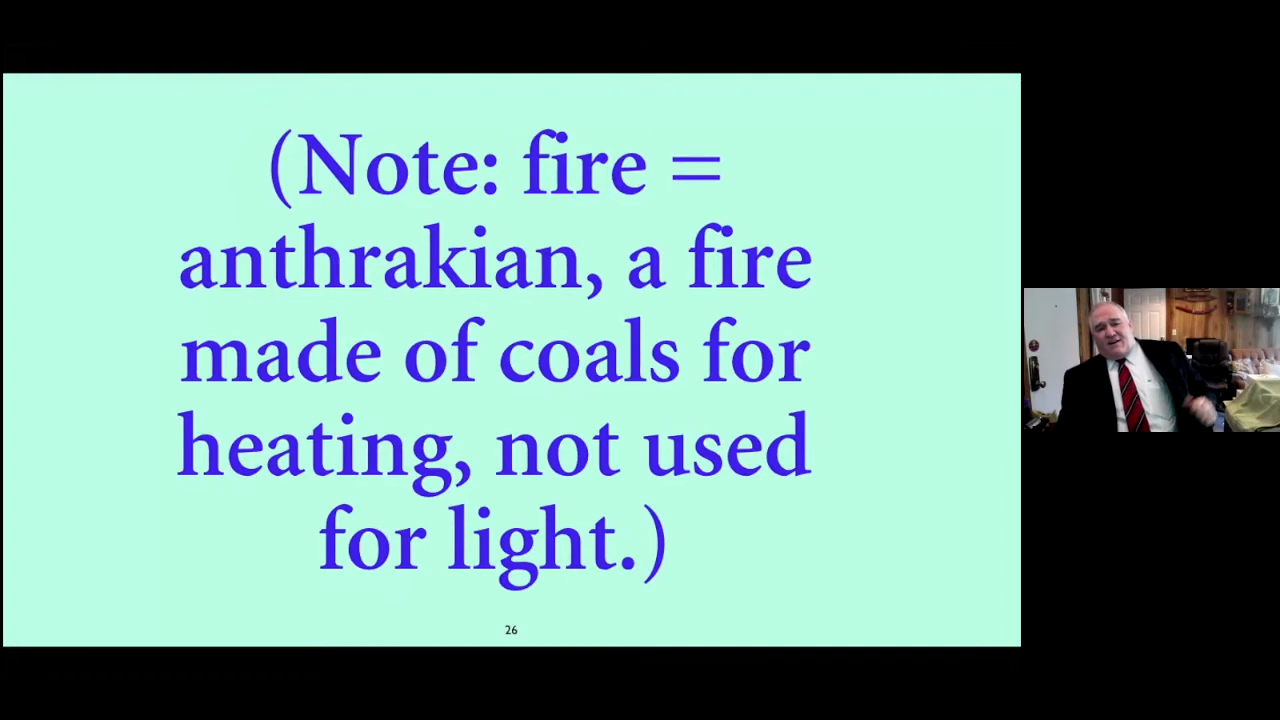 (Note: fire =
anthrakian, a fire
made of coals for
heating, not used
for light.)
26